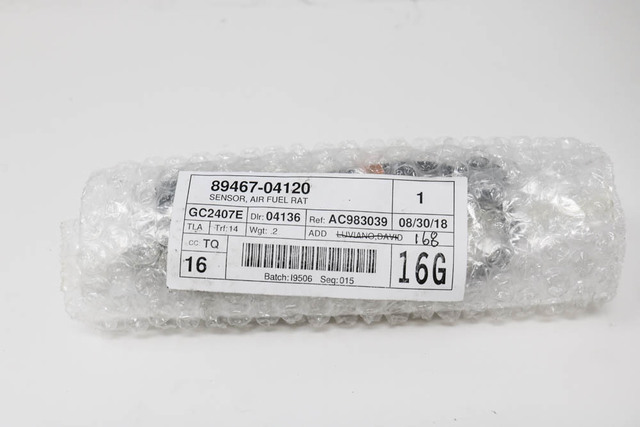 89467-04120
SENSOR, AIR FUEL RAT
1
GC2407E Dlr: 04136 Ref: AC983039 08/30/18
TLA Trf: 14 Wgt: .2 ADD LUVIANO,DAVID 168
.CC TQ
16
16G
Batch: I9506 Seq: 015